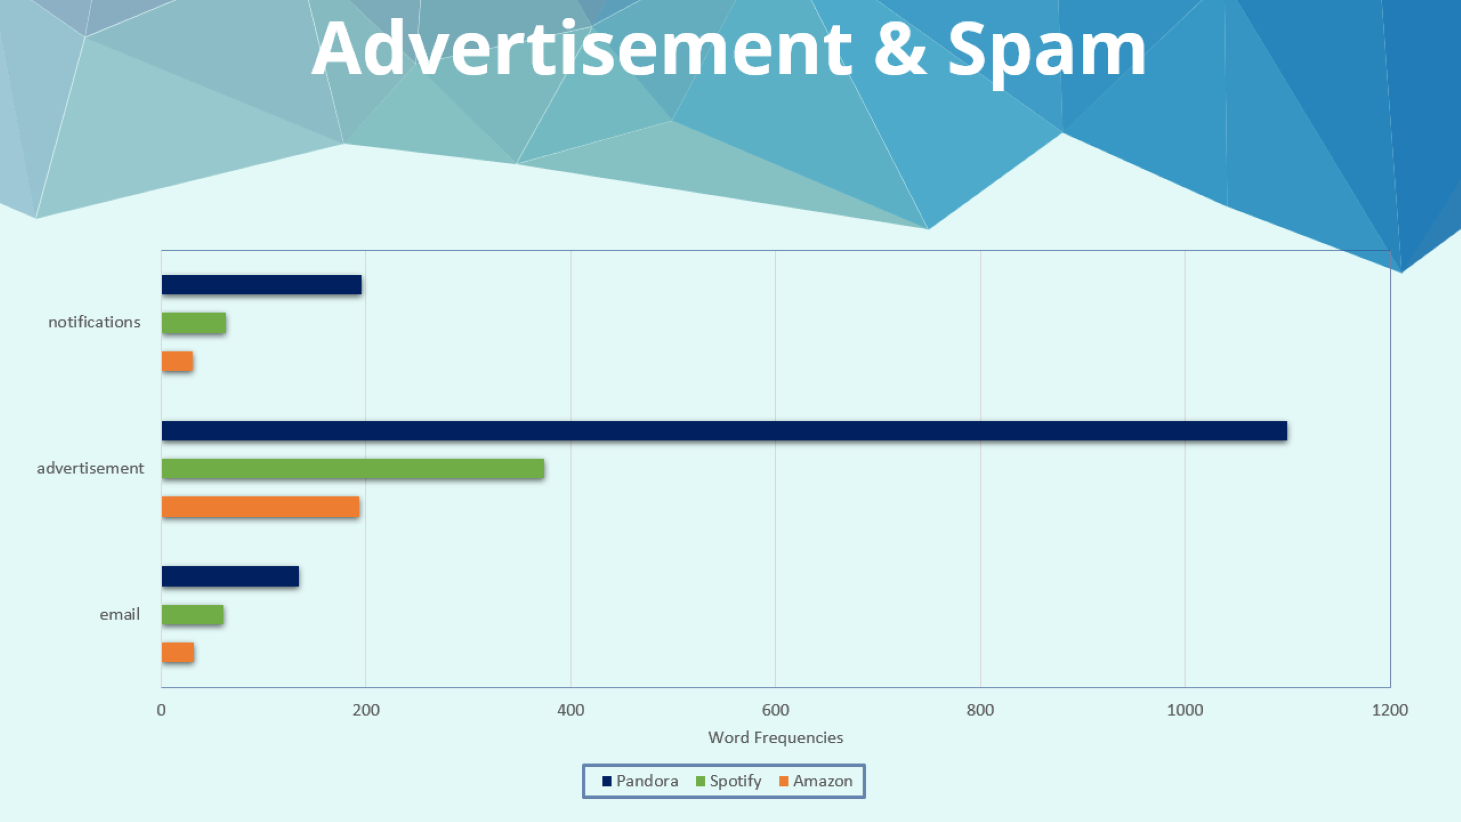 Advertisement & Spam
notifications
advertisement
email
0 200 400 600 800 1000 1200
Word Frequencies
Pandora Spotify Amazon